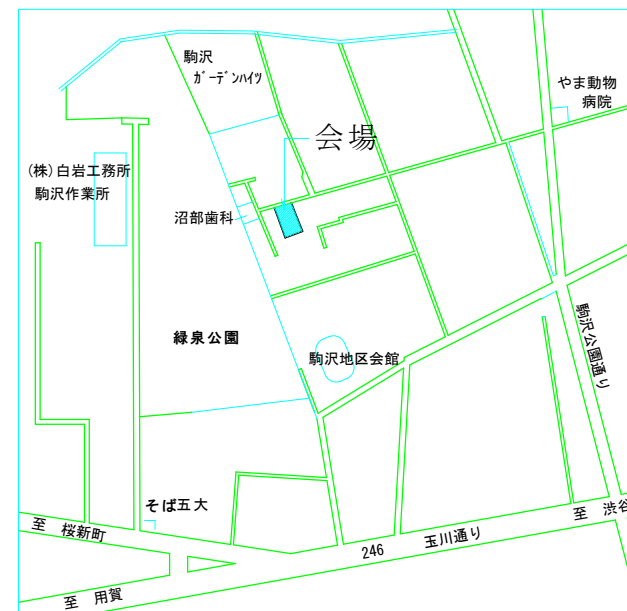 駒沢
ガーデンハイツ
やま動物
病院
会場
(株)白岩工務所
駒沢作業所
沼部歯科
緑泉公園
駒沢地区会館
駒沢公園通り
そば五大
至 桜新町
246 玉川通り
至 渋谷
至 用賀